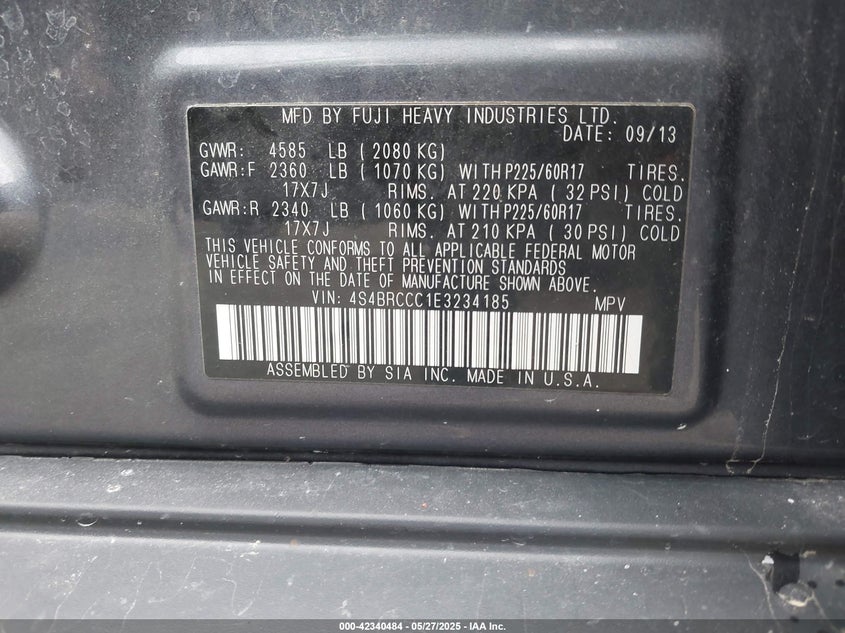 MFD BY FUJI HEAVY INDUSTRIES LTD.
DATE: 09/13
GVWR: 4585 LB ( 2080 KG)
GAWR:F 2360 LB ( 1070 KG) WITH P225/60R17 TIRES.
17X7J RIMS. AT 220 KPA ( 32 PSI) COLD
GAWR:R 2340 LB ( 1060 KG) WITH P225/60R17 TIRES.
17X7J RIMS. AT 210 KPA ( 30 PSI) COLD
THIS VEHICLE CONFORMS TO ALL APPLICABLE FEDERAL MOTOR
VEHICLE SAFETY AND THEFT PREVENTION STANDARDS
IN EFFECT ON THE DATE OF MANUFACTURE SHOWN ABOVE.
VIN: 4S4BRCCC1E3234185 MPV
ASSEMBLED BY SIA INC. MADE IN U.S.A.
000-42340484 — 05/27/2025 — IAA Inc.